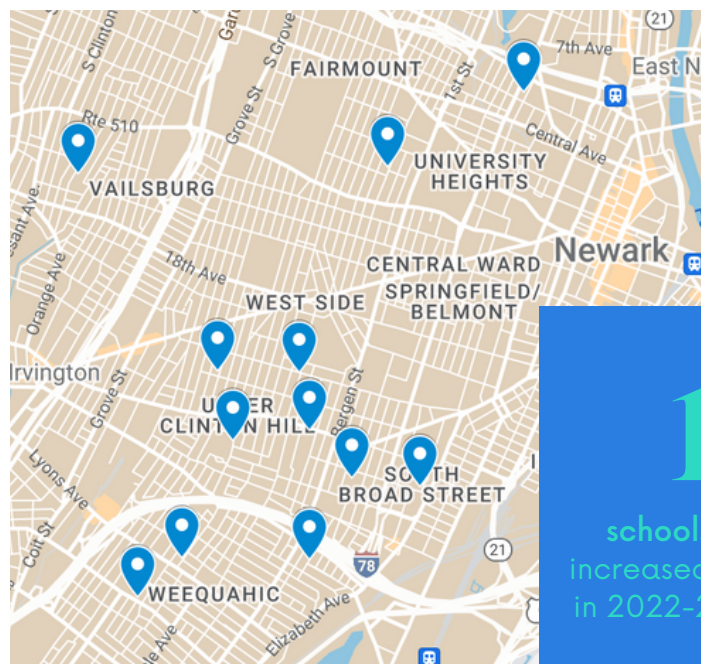 21
7th Ave
FAIRMOUNT
1st St
East N
S Clinton
S Grove
Grove St
Rte 510
Central Ave
VAILSBURG
UNIVERSITY
HEIGHTS
18th Ave
Orange Ave
CENTRAL WARD
Newark
SPRINGFIELD/
BELMONT
WEST SIDE
Irvington
Grove St
Bergen St
CLINTON HILL
Lyons Ave
SOUTH
BROAD STREET
Coit St
21
78
WEEQUAHIC
Elizabeth Ave
school
increased
in 2022-2